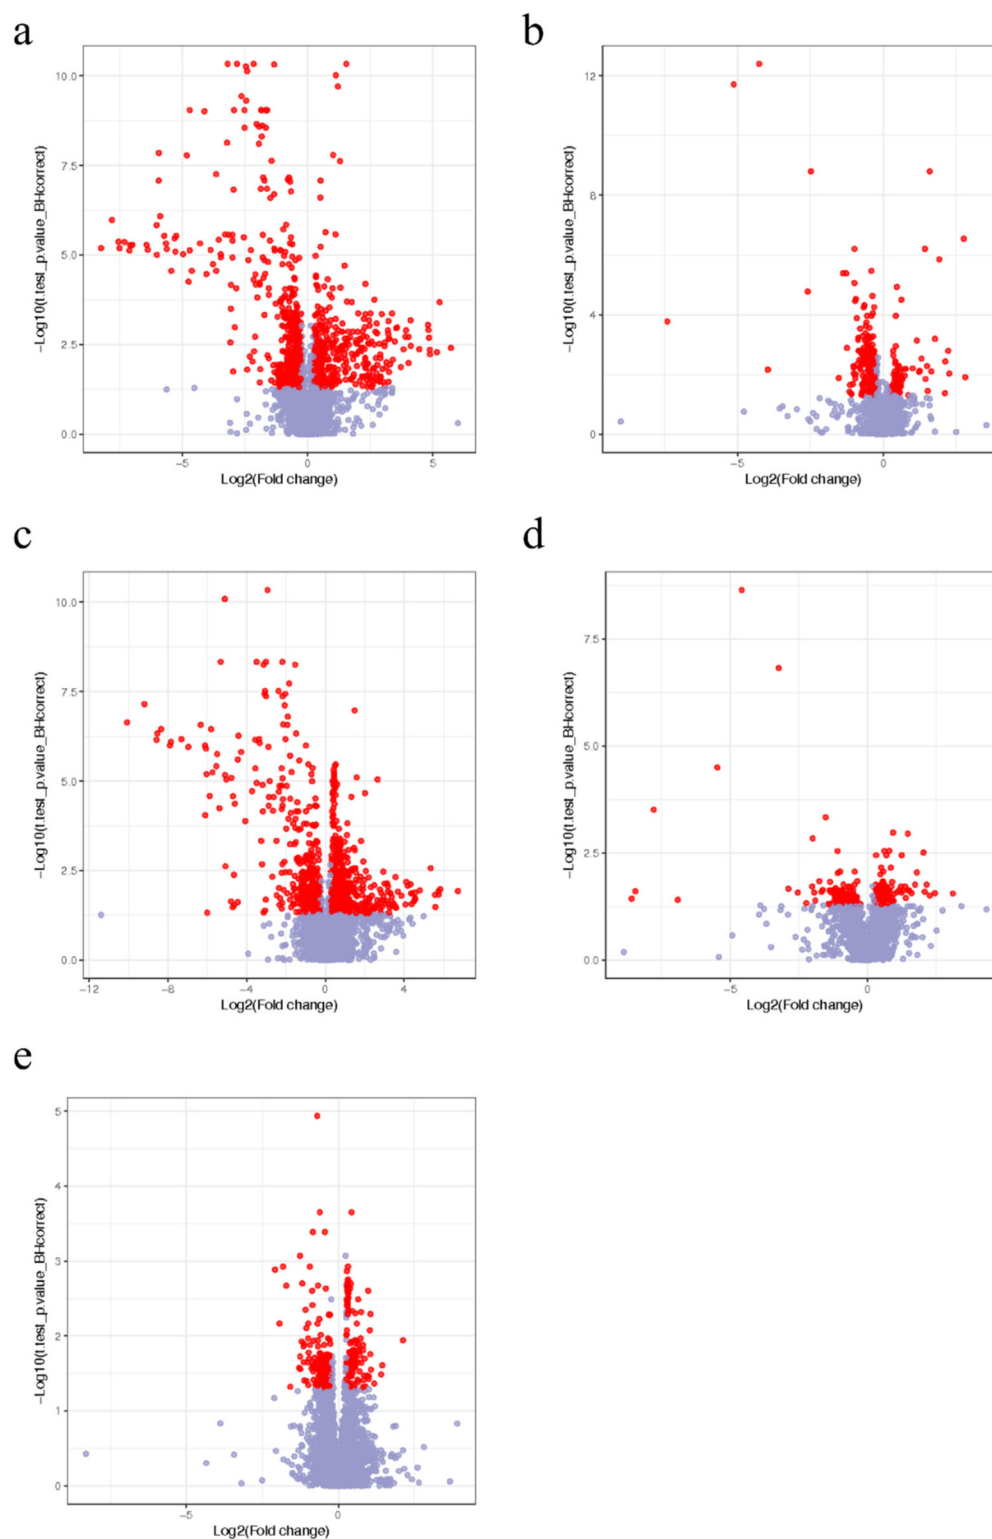 a
b
10.0
7.5
5.0
2.5
0.0
−Log10(t.test_p.value_BHcorrect)
−5
0
5
Log2(Fold change)
12
8
4
0
−Log10(t.test_p.value_BHcorrect)
−5
0
Log2(Fold change)
c
d
10.0
7.5
5.0
2.5
0.0
−Log10(t.test_p.value_BHcorrect)
−12
−8
−4
0
4
Log2(Fold change)
7.5
5.0
2.5
0.0
−Log10(t.test_p.value_BHcorrect)
−5
0
Log2(Fold change)
e
5
4
3
2
1
0
−Log10(t.test_p.value_BHcorrect)
−5
0
Log2(Fold change)